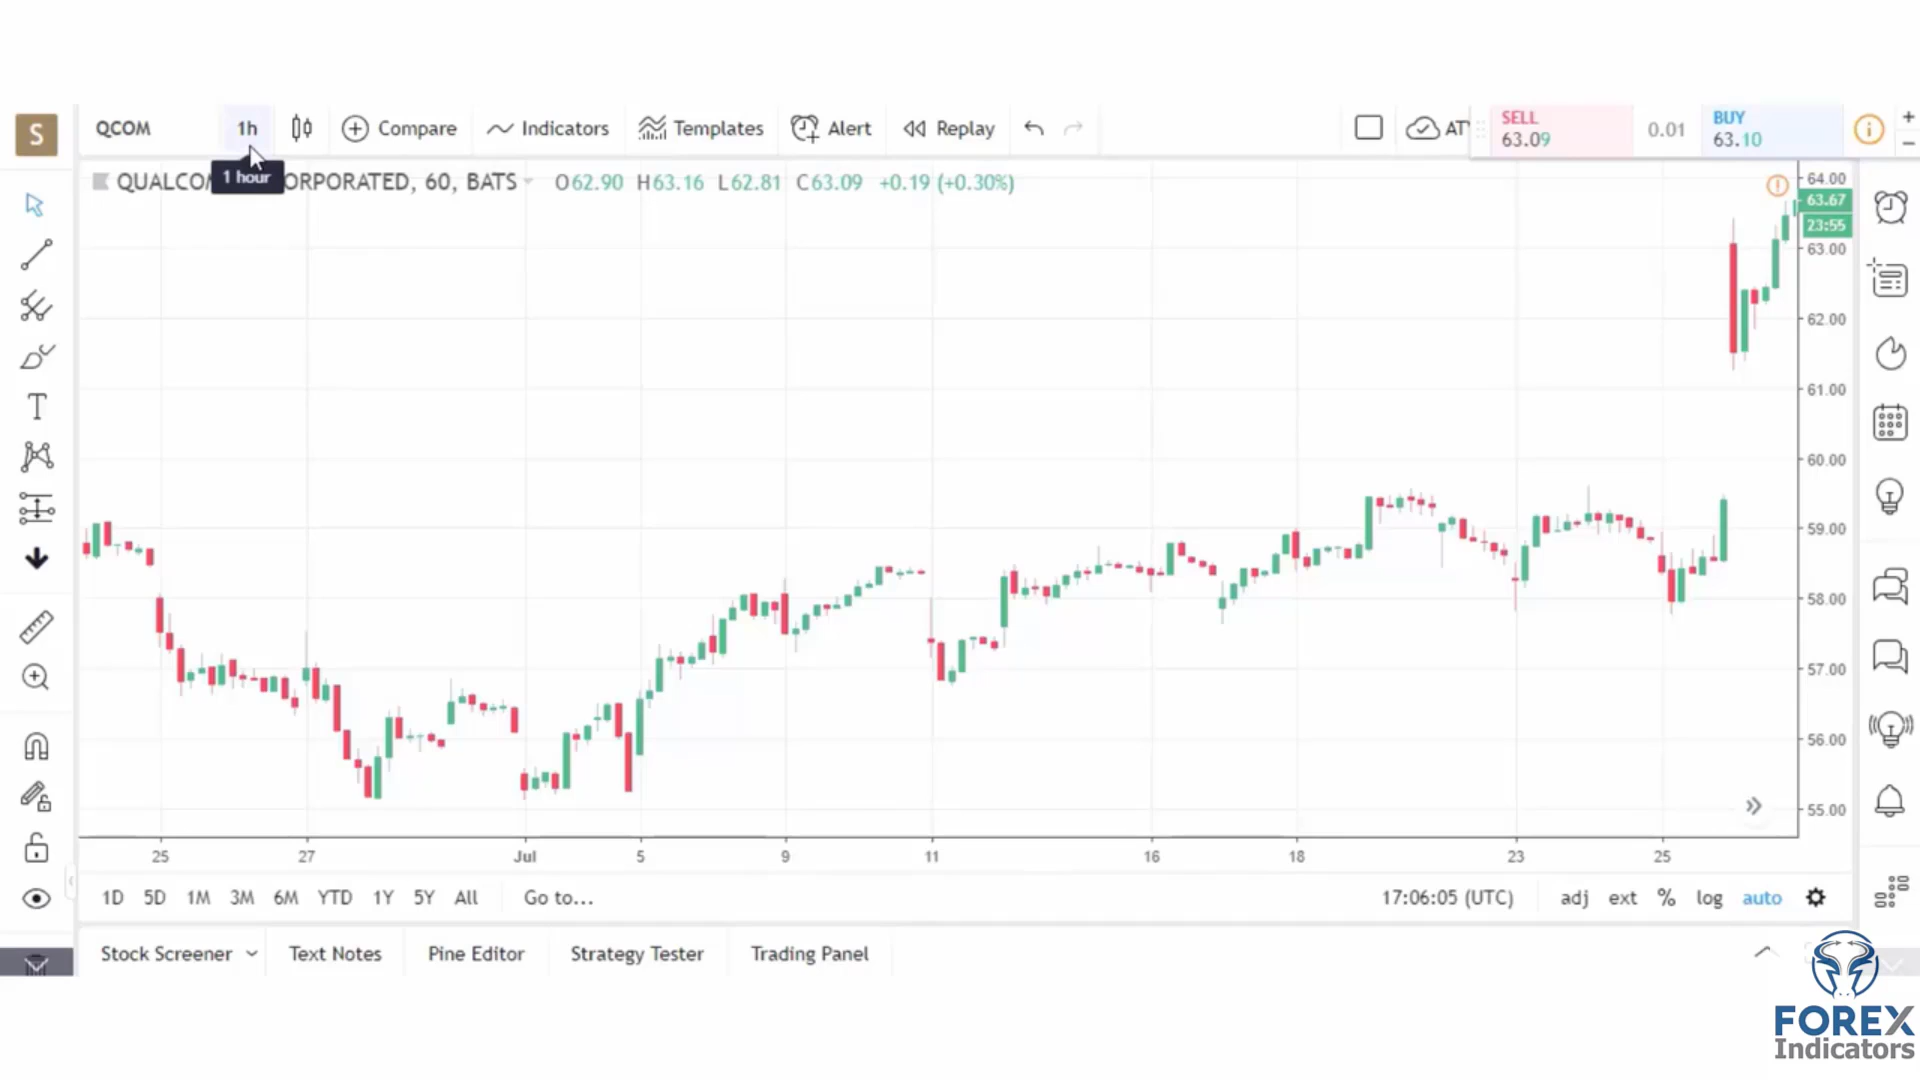 S
QCOM 1h Compare Indicators Templates Alert Replay
SELL 63.09 0.01 BUY 63.10
1 hour
ORPORATED, 60, BATS O62.90 H63.16 L62.81 C63.09 +0.19 (+0.30%)
64.00
63.67
23:55
63.00
62.00
61.00
60.00
59.00
58.00
57.00
56.00
55.00
25 27 Jul 5 9 11 16 18 23 25
1D 5D 1M 3M 6M YTD 1Y 5Y All Go to... 17:06:05 (UTC) adj ext % log auto
Stock Screener Text Notes Pine Editor Strategy Tester Trading Panel
FOREX
Indicators